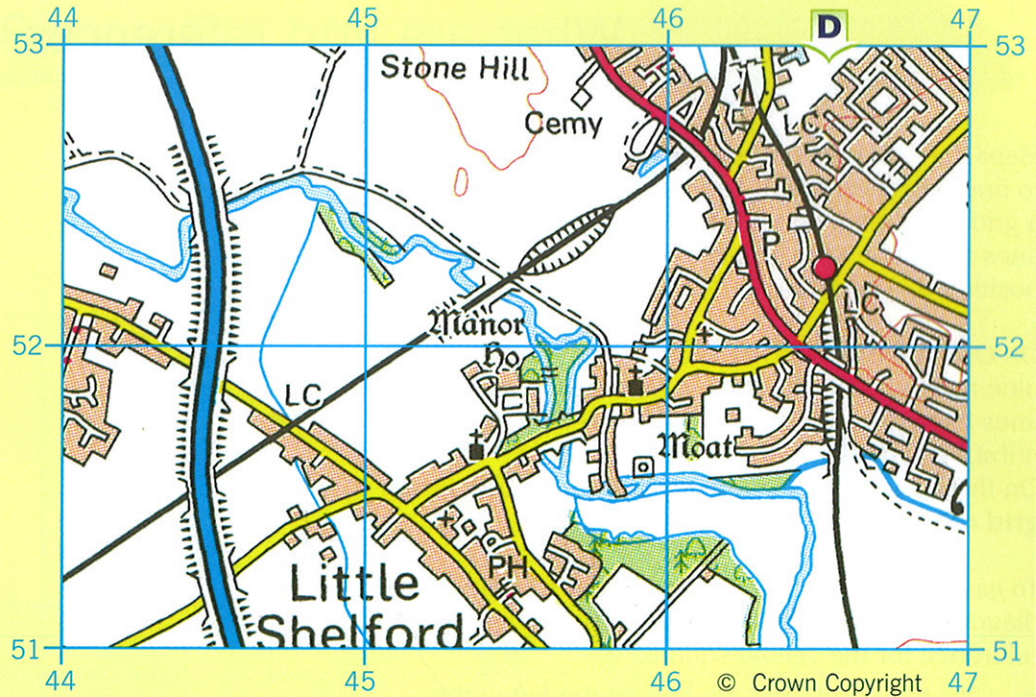 44 45 46 D 47
53 53
Stone Hill
Cemy
LC
P
LC
Manor
Ho
52 52
LC
Moat
PH
Little
Shelford
51 51
44 45 46 47
© Crown Copyright